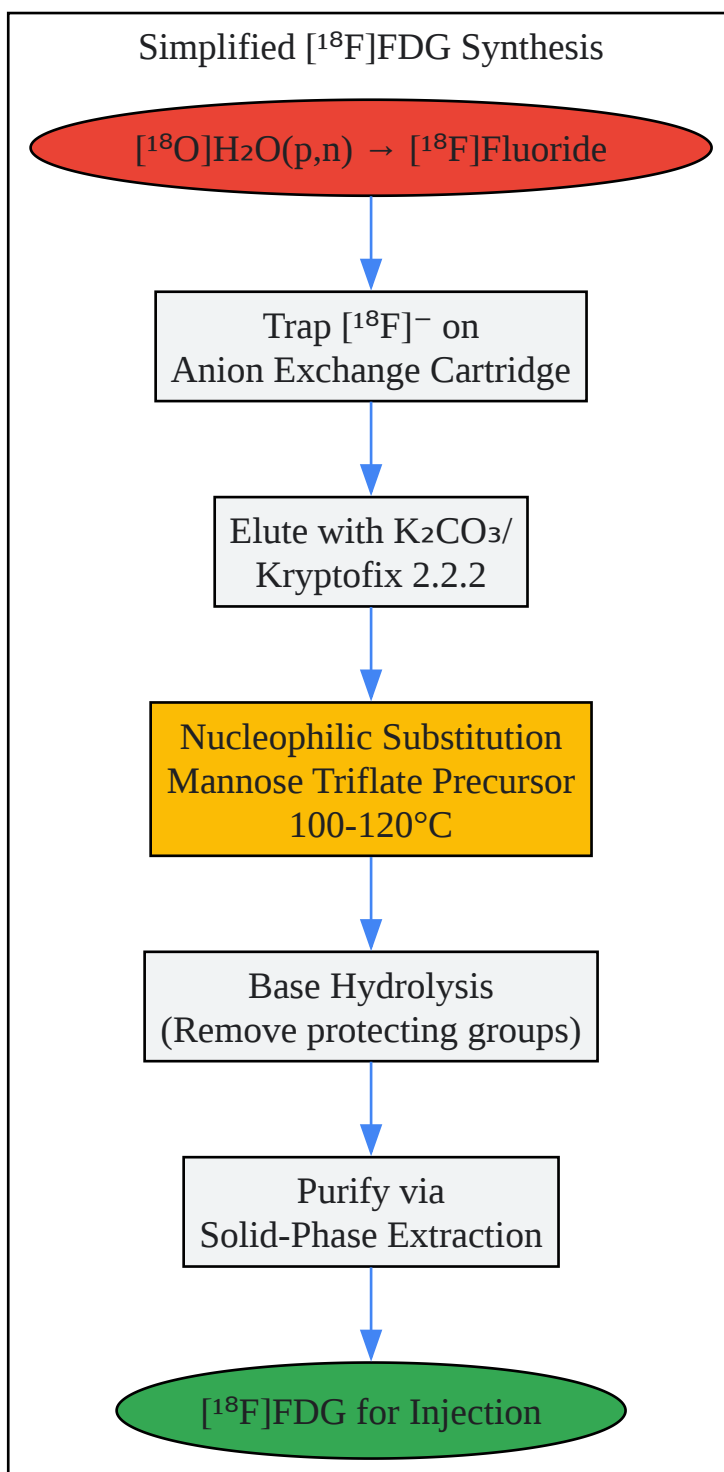 Simplified [¹⁸F]FDG Synthesis
[¹⁸O]H₂O(p,n) → [¹⁸F]Fluoride
Trap [¹⁸F]⁻ on
Anion Exchange Cartridge
Elute with K₂CO₃/
Kryptofix 2.2.2
Nucleophilic Substitution
Mannose Triflate Precursor
100-120°C
Base Hydrolysis
(Remove protecting groups)
Purify via
Solid-Phase Extraction
[¹⁸F]FDG for Injection